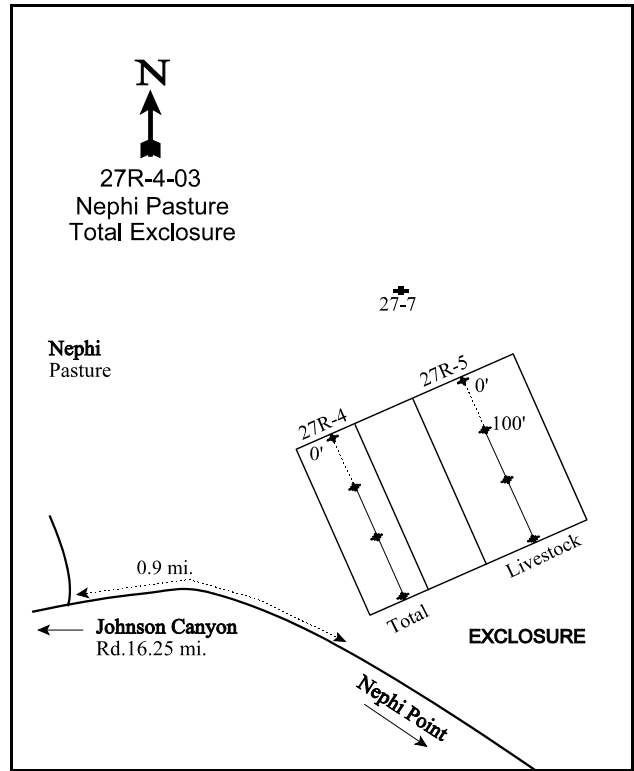 N
27R-4-03
Nephi Pasture
Total Exclosure
27-7
Nephi
Pasture
27R-5
0'
27R-4
0'
100'
Livestock
0.9 mi.
Total
Johnson Canyon
Rd.16.25 mi.
EXCLOSURE
Nephi Point